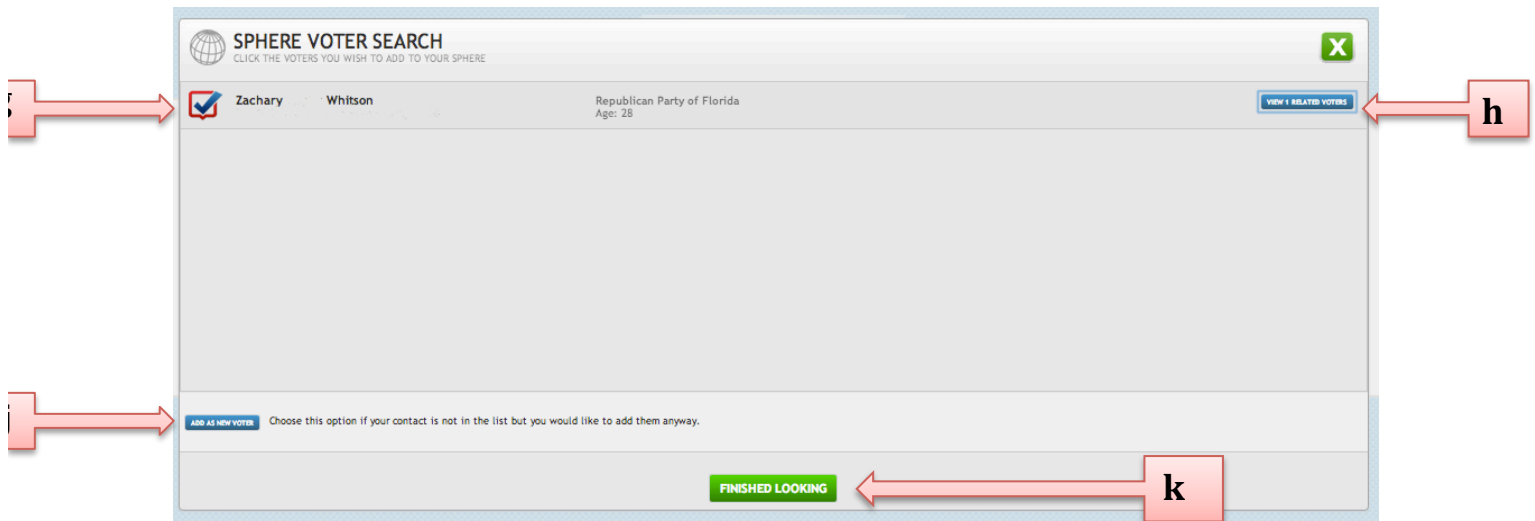 SPHERE VOTER SEARCH
CLICK THE VOTERS YOU WISH TO ADD TO YOUR SPHERE
X
Zachary Whitson
Republican Party of Florida
Age: 28
VIEW 1 RELATED VOTERS
h
ADD AS NEW VOTER
Choose this option if your contact is not in the list but you would like to add them anyway.
FINISHED LOOKING
k